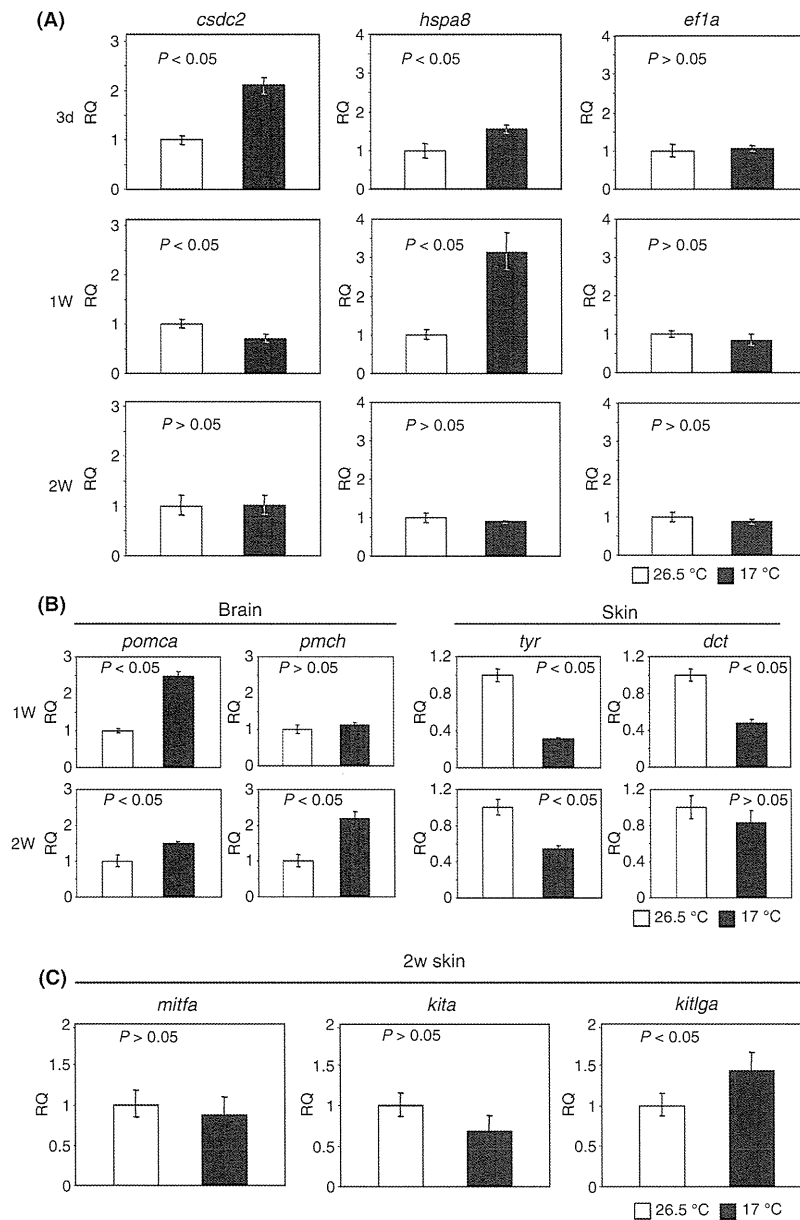 (A) csdc2 hspa8 ef1a
3d
RQ
3
2
1
0
P < 0.05
RQ
4
3
2
1
0
P < 0.05
RQ
4
3
2
1
0
P > 0.05
1W
RQ
3
2
1
0
P < 0.05
RQ
4
3
2
1
0
P < 0.05
RQ
4
3
2
1
0
P > 0.05
2W
RQ
3
2
1
0
P > 0.05
RQ
4
3
2
1
0
P > 0.05
RQ
4
3
2
1
0
P > 0.05
26.5 °C 17 °C
(B) Brain Skin
pomca pmch tyr dct
1W
RQ
3
2
1
0
P < 0.05
RQ
3
2
1
0
P > 0.05
RQ
1.2
0.8
0.4
0
P < 0.05
RQ
1.2
0.8
0.4
0
P < 0.05
2W
RQ
3
2
1
0
P < 0.05
RQ
3
2
1
0
P < 0.05
RQ
1.2
0.8
0.4
0
P < 0.05
RQ
1.2
0.8
0.4
0
P > 0.05
26.5 °C 17 °C
(C) 2w skin
mitfa kita kitlga
RQ
2
1.5
1
0.5
0
P > 0.05
RQ
2
1.5
1
0.5
0
P > 0.05
RQ
2
1.5
1
0.5
0
P < 0.05
26.5 °C 17 °C